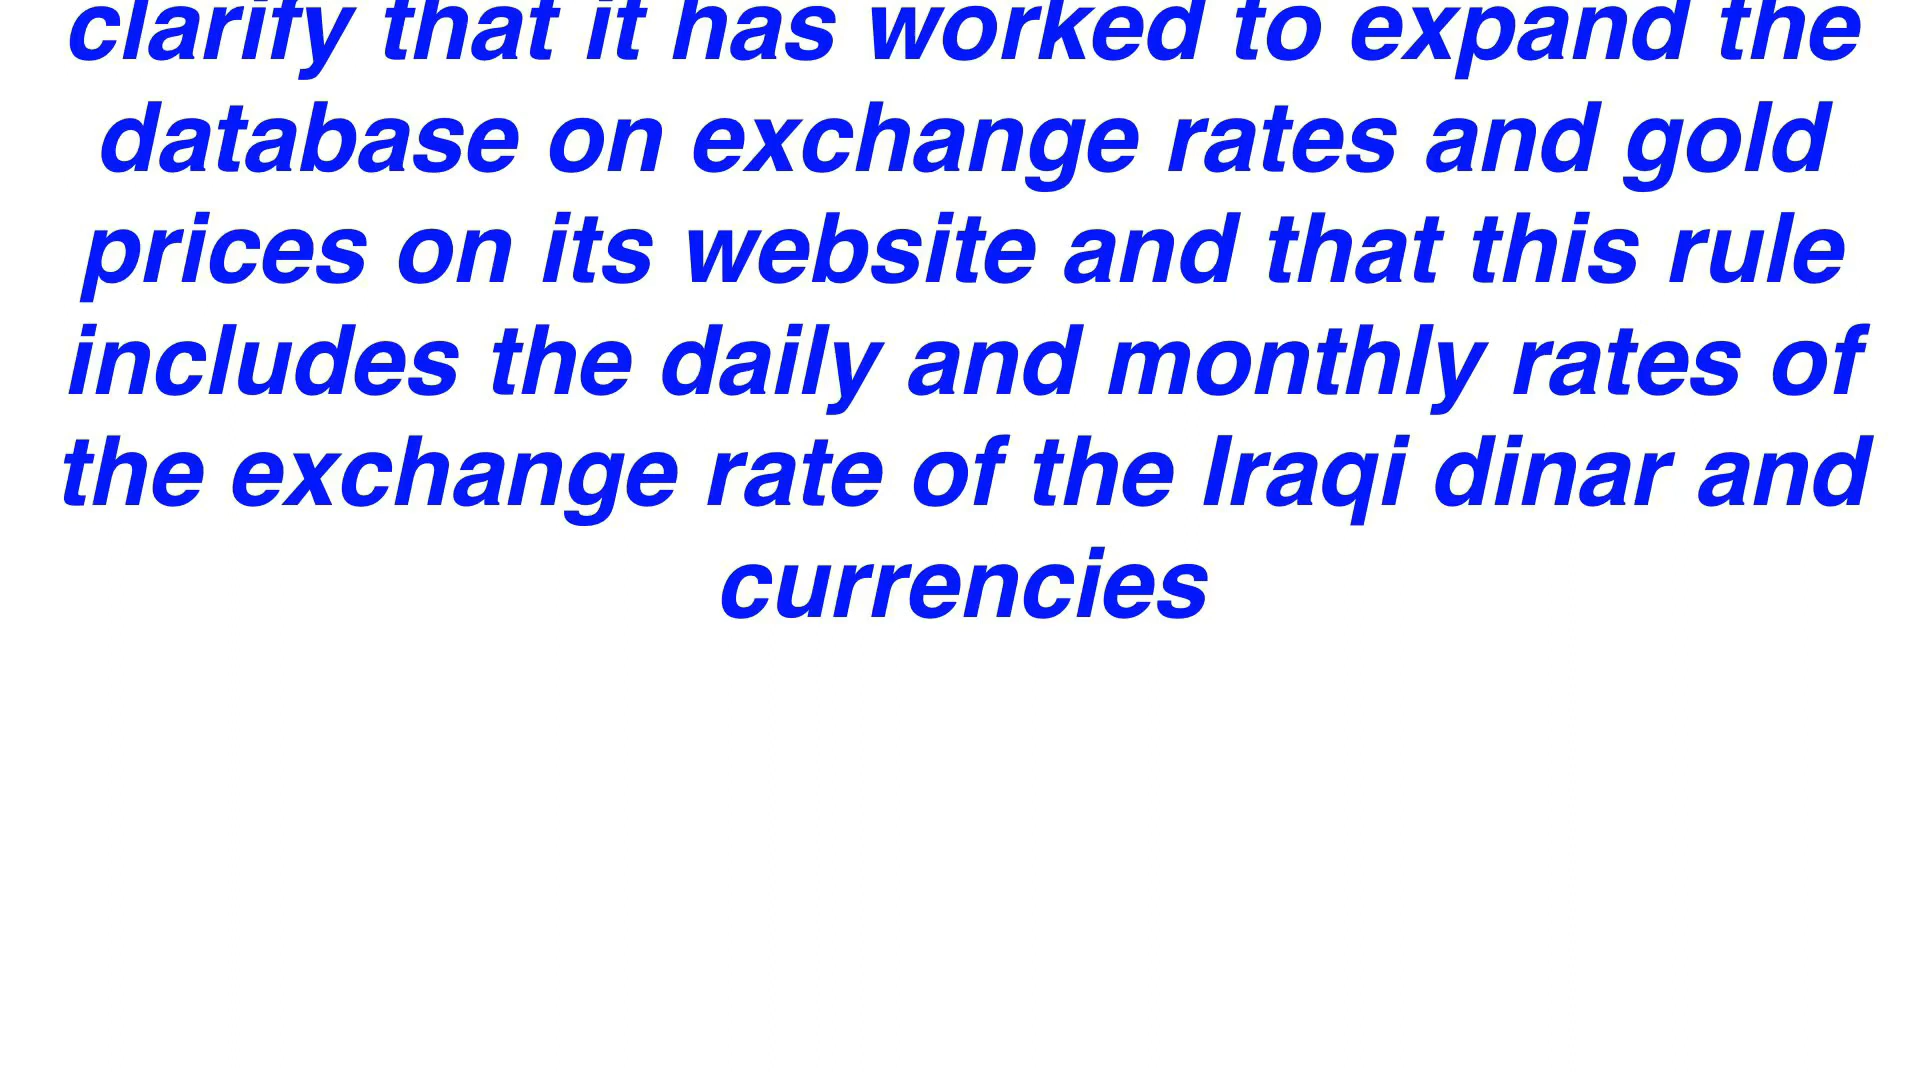 clarify that it has worked to expand the
database on exchange rates and gold
prices on its website and that this rule
includes the daily and monthly rates of
the exchange rate of the Iraqi dinar and
currencies